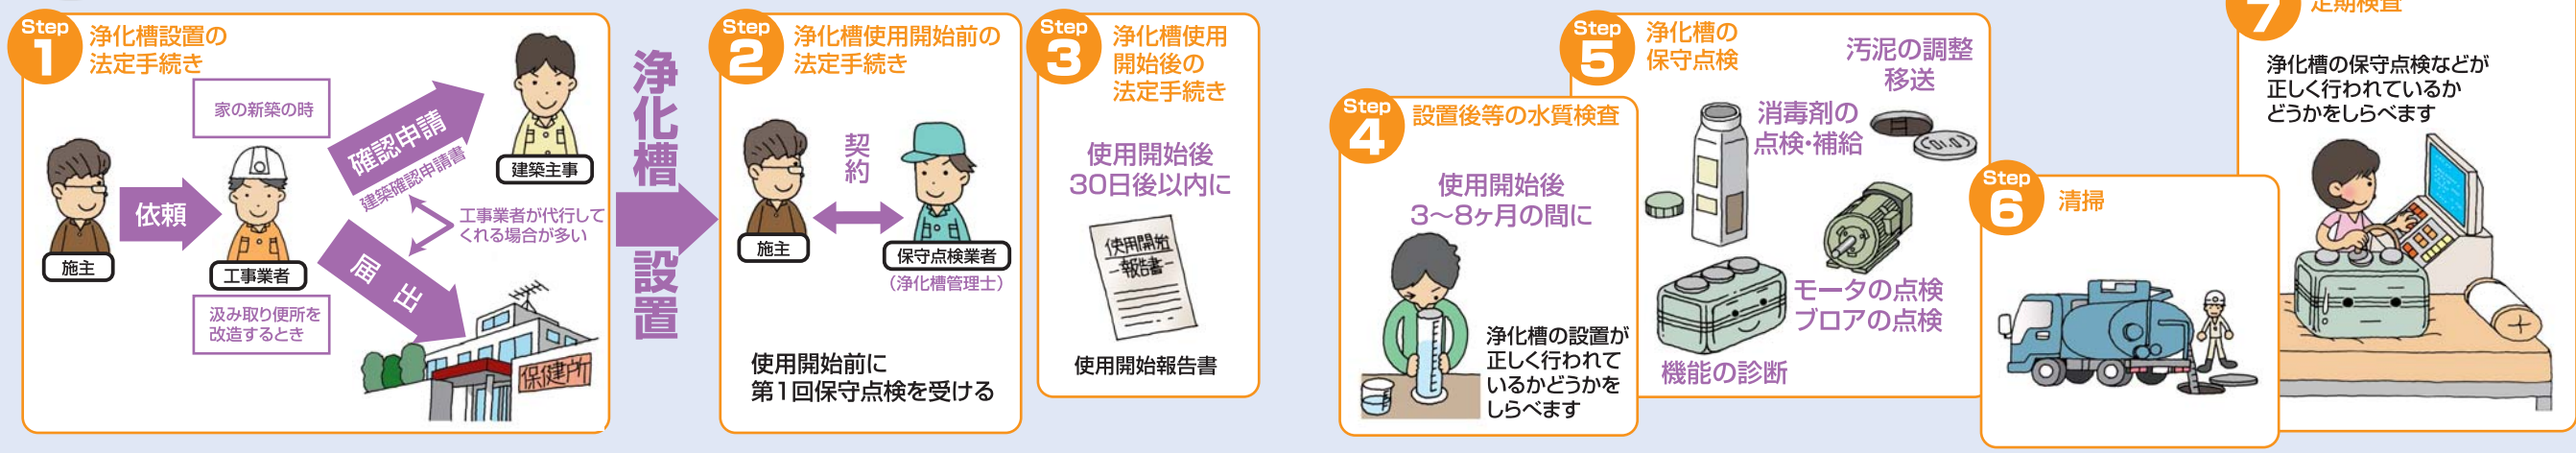 Step
1
浄化槽設置の
法定手続き
家の新築の時
施主
依頼
工事業者
汲み取り便所を
改造するとき
確認申請
建築確認申請書
建築主事
工事業者が代行して
くれる場合が多い
届出
保健所
浄化槽設置
Step
2
浄化槽使用開始前の
法定手続き
施主
契約
保守点検業者
（浄化槽管理士）
使用開始前に
第1回保守点検を受ける
Step
3
浄化槽使用
開始後の
法定手続き
使用開始後
30日後以内に
使用開始
報告書
使用開始報告書
Step
4
設置後等の水質検査
使用開始後
3〜8ヶ月の間に
浄化槽の設置が
正しく行われて
いるかどうかを
しらべます
Step
5
浄化槽の
保守点検
汚泥の調整
移送
消毒剤の
点検・補給
モータの点検
ブロアの点検
機能の診断
Step
6
清掃
7
定期検査
浄化槽の保守点検などが
正しく行われているか
どうかをしらべます